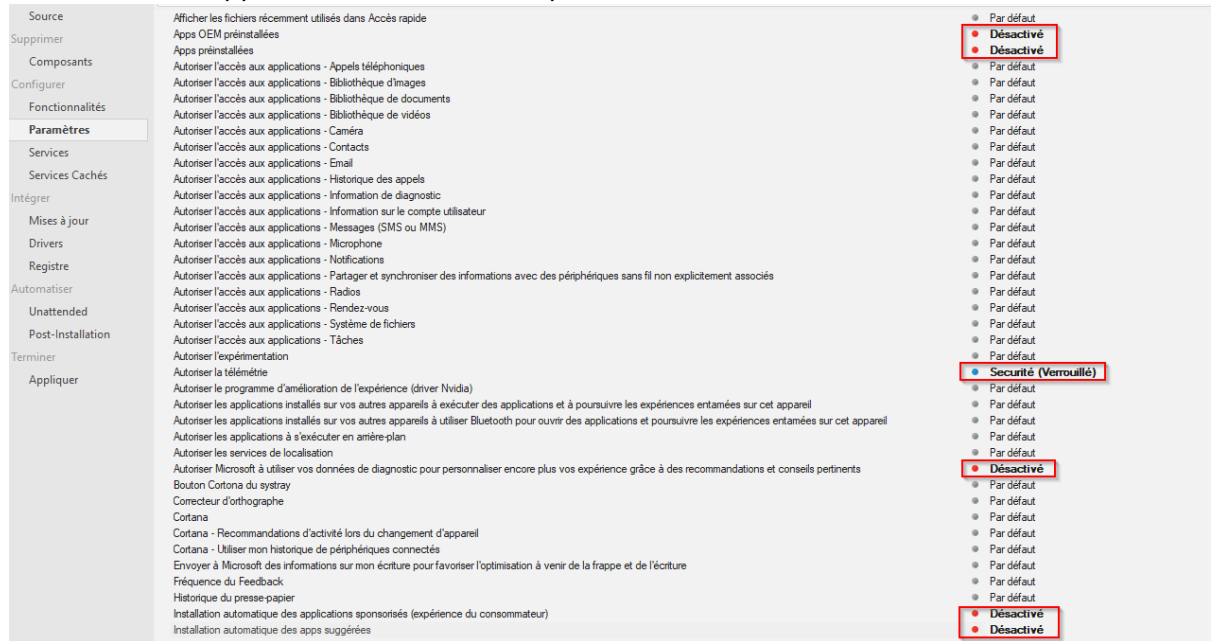 Source
Supprimer
Composants
Configurer
Fonctionnalités
Paramètres
Services
Services Cachés
Intégrer
Mises à jour
Drivers
Registre
Automatiser
Unattended
Post-Installation
Terminer
Appliquer
Afficher les fichiers récemment utilisés dans Accès rapide Par défaut
Apps OEM préinstallées Désactivé
Apps préinstallées Désactivé
Autoriser l'accès aux applications - Appels téléphoniques Par défaut
Autoriser l'accès aux applications - Bibliothèque d'images Par défaut
Autoriser l'accès aux applications - Bibliothèque de documents Par défaut
Autoriser l'accès aux applications - Bibliothèque de vidéos Par défaut
Autoriser l'accès aux applications - Caméra Par défaut
Autoriser l'accès aux applications - Contacts Par défaut
Autoriser l'accès aux applications - Email Par défaut
Autoriser l'accès aux applications - Historique des appels Par défaut
Autoriser l'accès aux applications - Information de diagnostic Par défaut
Autoriser l'accès aux applications - Information sur le compte utilisateur Par défaut
Autoriser l'accès aux applications - Messages (SMS ou MMS) Par défaut
Autoriser l'accès aux applications - Microphone Par défaut
Autoriser l'accès aux applications - Notifications Par défaut
Autoriser l'accès aux applications - Partager et synchroniser des informations avec des périphériques sans fil non explicitement associés Par défaut
Autoriser l'accès aux applications - Radios Par défaut
Autoriser l'accès aux applications - Rendez-vous Par défaut
Autoriser l'accès aux applications - Système de fichiers Par défaut
Autoriser l'accès aux applications - Tâches Par défaut
Autoriser l'expérimentation Par défaut
Autoriser la télémétrie Securité (Verrouillé)
Autoriser le programme d'amélioration de l'expérience (driver Nvidia) Par défaut
Autoriser les applications installés sur vos autres appareils à exécuter des applications et à poursuivre les expériences entamées sur cet appareil Par défaut
Autoriser les applications installés sur vos autres appareils à utiliser Bluetooth pour ouvrir des applications et poursuivre les expériences entamées sur cet appareil Par défaut
Autoriser les applications à s'exécuter en arrière-plan Par défaut
Autoriser les services de localisation Par défaut
Autoriser Microsoft à utiliser vos données de diagnostic pour personnaliser encore plus vos expérience grâce à des recommandations et conseils pertinents Désactivé
Bouton Cortona du systray Par défaut
Correcteur d'orthographe Par défaut
Cortana Par défaut
Cortana - Recommandations d'activité lors du changement d'appareil Par défaut
Cortana - Utiliser mon historique de périphériques connectés Par défaut
Envoyer à Microsoft des informations sur mon écriture pour favoriser l'optimisation à venir de la frappe et de l'écriture Par défaut
Fréquence du Feedback Par défaut
Historique du presse-papier Par défaut
Installation automatique des applications sponsorisés (expérience du consommateur) Désactivé
Installation automatique des apps suggérées Désactivé